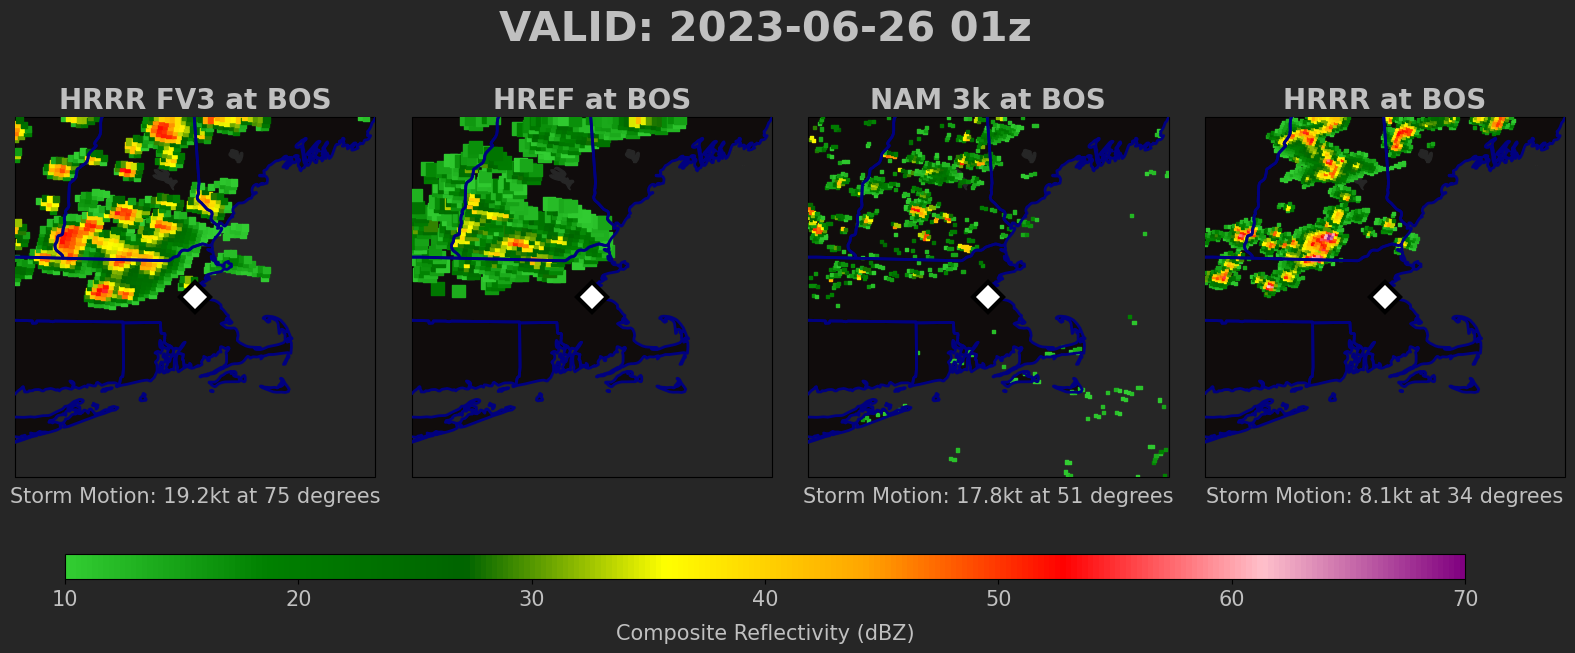 VALID: 2023-06-26 01z
HRRR FV3 at BOS
HREF at BOS
NAM 3k at BOS
HRRR at BOS
Storm Motion: 19.2kt at 75 degrees
Storm Motion: 17.8kt at 51 degrees
Storm Motion: 8.1kt at 34 degrees
10 20 30 40 50 60 70
Composite Reflectivity (dBZ)